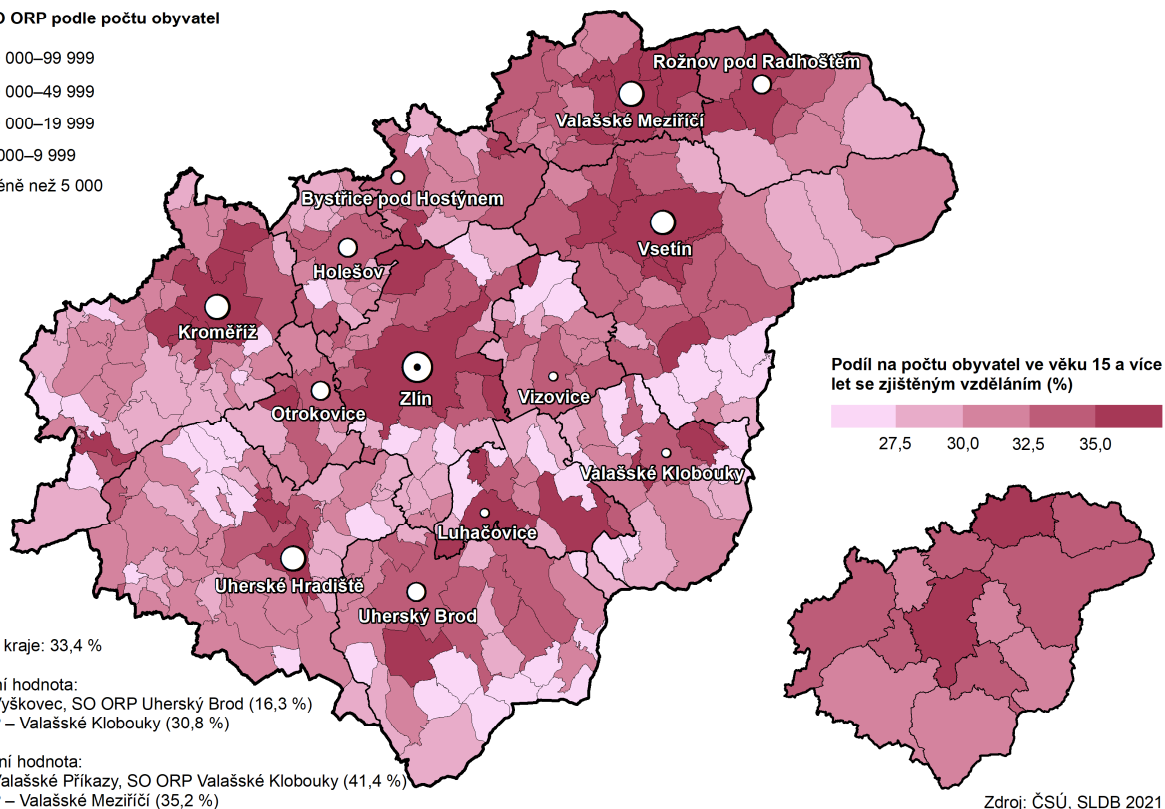 O ORP podle počtu obyvatel
000–99 999
000–49 999
000–19 999
000–9 999
éně než 5 000
Rožnov pod Radhoštěm
Valašské Meziříčí
Bystřice pod Hostýnem
Vsetín
Holešov
Kroměříž
Zlín
Vizovice
Otrokovice
Valašské Klobouky
Luhačovice
Uherské Hradiště
Uherský Brod
Podíl na počtu obyvatel ve věku 15 a více
let se zjištěným vzděláním (%)
27,5 30,0 32,5 35,0
kraje: 33,4 %
ní hodnota:
Vyškovec, SO ORP Uherský Brod (16,3 %)
P – Valašské Klobouky (30,8 %)
ní hodnota:
Valašské Příkazy, SO ORP Valašské Klobouky (41,4 %)
P – Valašské Meziříčí (35,2 %)
Zdroj: ČSÚ, SLDB 2021